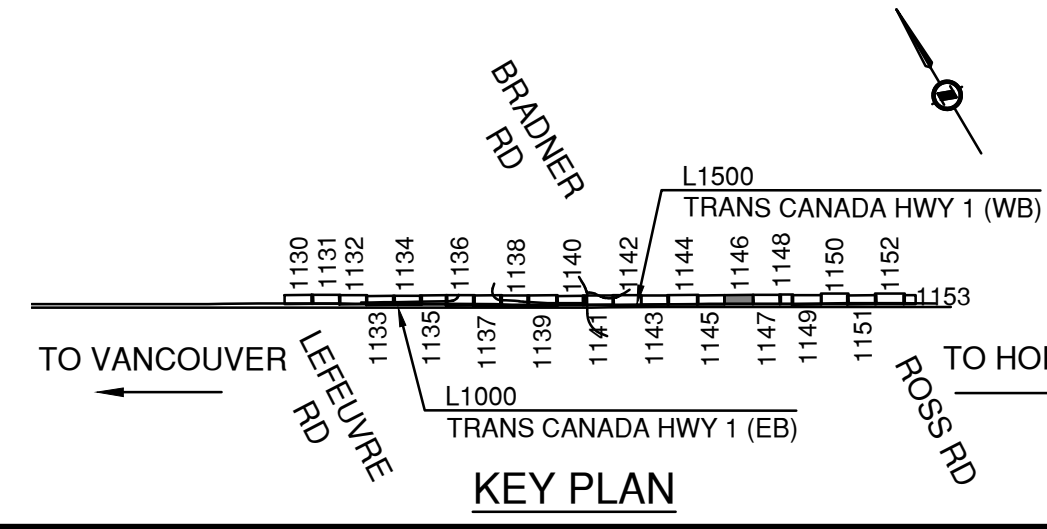 BRADNER
RD
L1500
TRANS CANADA HWY 1 (WB)
1130
1131
1132
1134
1136
1138
1140
1142
1144
1146
1148
1150
1152
1153
1133
1135
1137
1139
1141
1143
1145
1147
1149
1151
TO VANCOUVER
LEFEUVRE
RD
L1000
TRANS CANADA HWY 1 (EB)
ROSS RD
TO
KEY PLAN